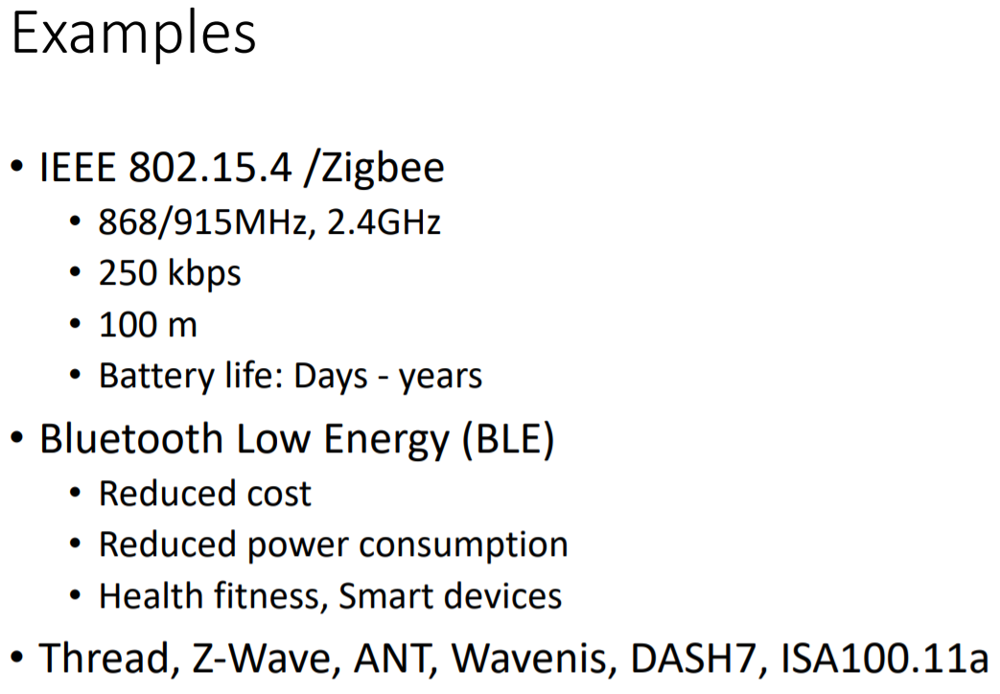 Examples
• IEEE 802.15.4 /Zigbee
• 868/915MHz, 2.4GHz
• 250 kbps
• 100 m
• Battery life: Days - years
• Bluetooth Low Energy (BLE)
• Reduced cost
• Reduced power consumption
• Health fitness, Smart devices
• Thread, Z-Wave, ANT, Wavenis, DASH7, ISA100.11a